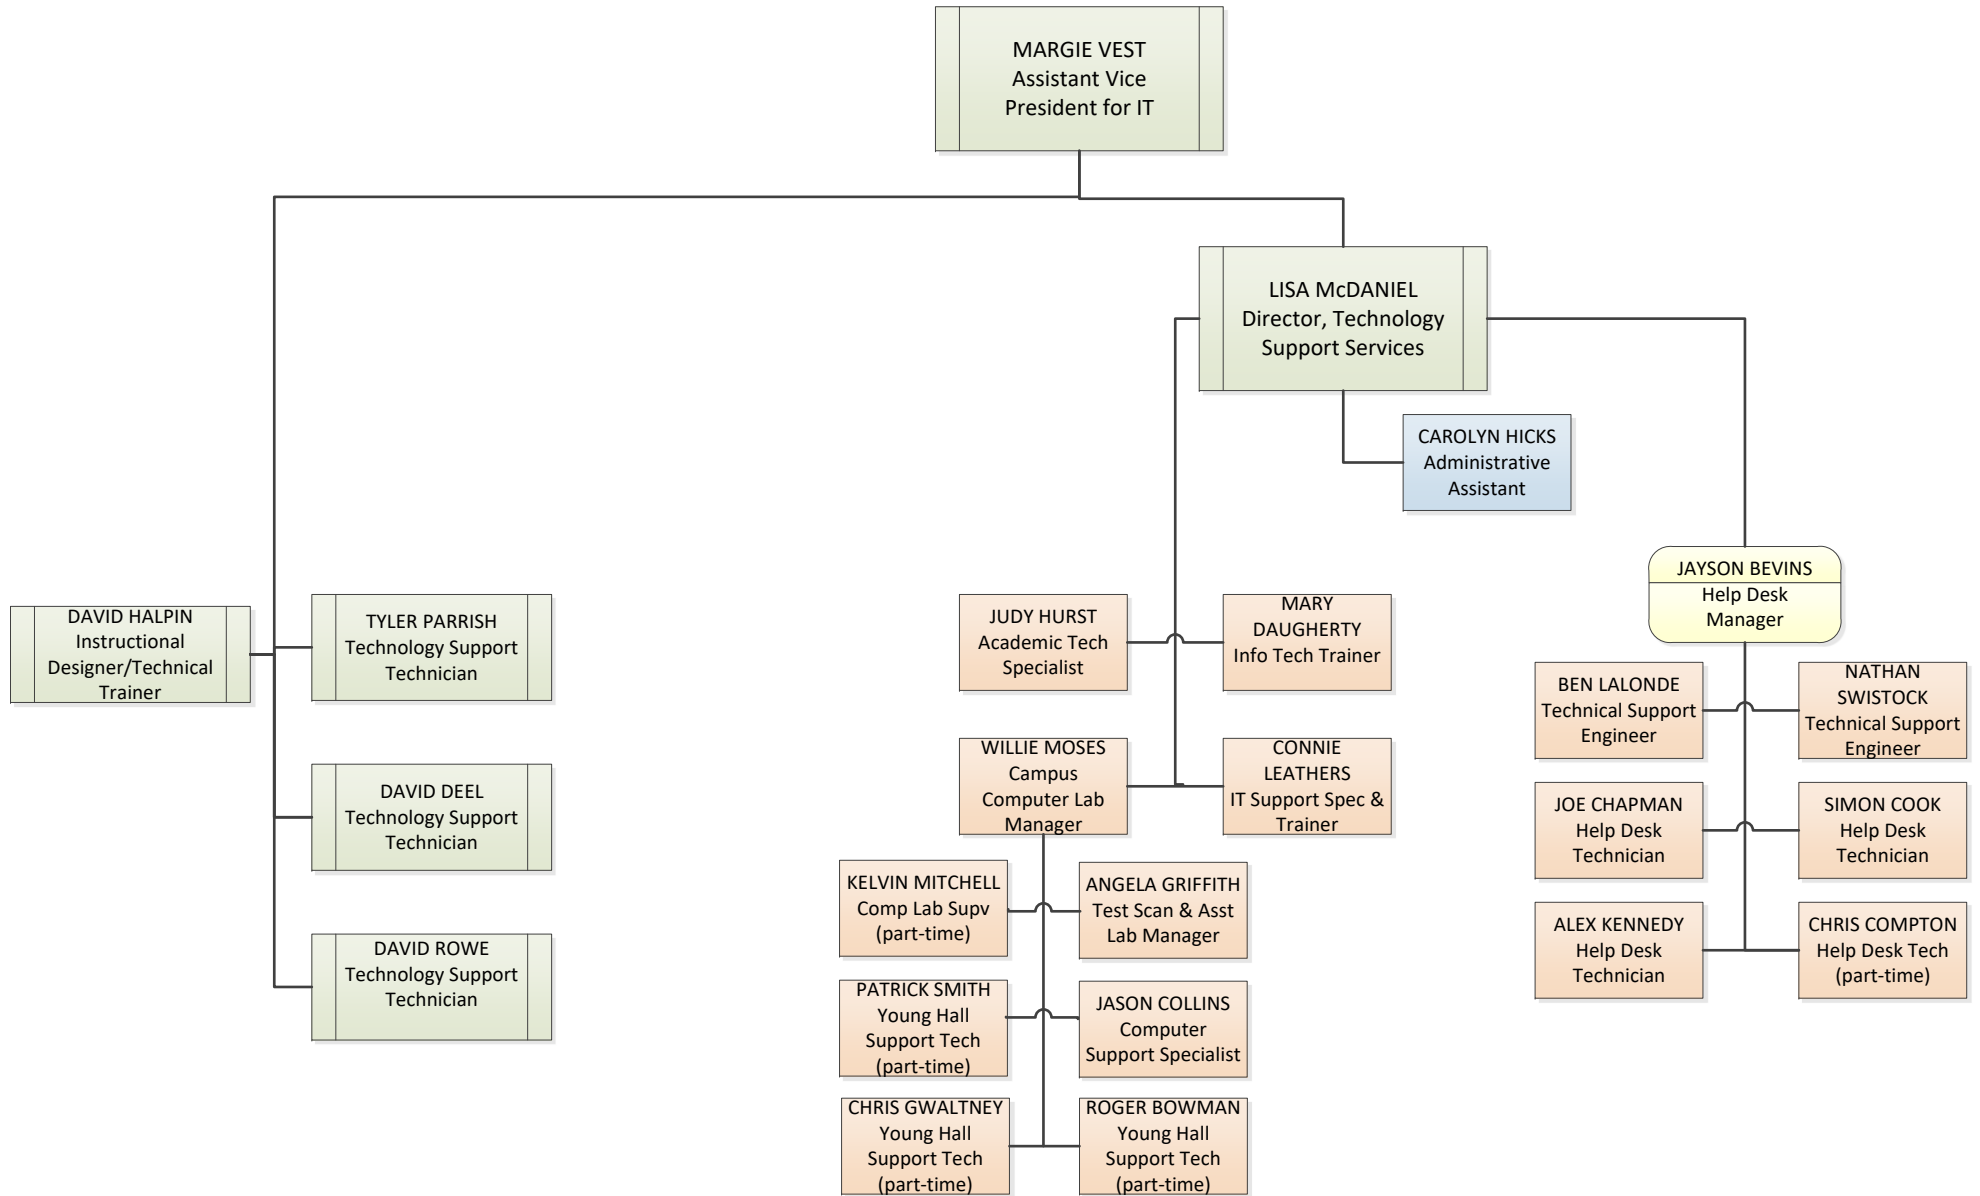 MARGIE VEST
Assistant Vice
President for IT
LISA McDANIEL
Director, Technology
Support Services
CAROLYN HICKS
Administrative
Assistant
JAYSON BEVINS
Help Desk
Manager
DAVID HALPIN
Instructional
Designer/Technical
Trainer
TYLER PARRISH
Technology Support
Technician
DAVID DEEL
Technology Support
Technician
DAVID ROWE
Technology Support
Technician
JUDY HURST
Academic Tech
Specialist
MARY
DAUGHERTY
Info Tech Trainer
WILLIE MOSES
Campus
Computer Lab
Manager
CONNIE
LEATHERS
IT Support Spec &
Trainer
KELVIN MITCHELL
Comp Lab Supv
(part-time)
ANGELA GRIFFITH
Test Scan & Asst
Lab Manager
PATRICK SMITH
Young Hall
Support Tech
(part-time)
JASON COLLINS
Computer
Support Specialist
CHRIS GWALTNEY
Young Hall
Support Tech
(part-time)
ROGER BOWMAN
Young Hall
Support Tech
(part-time)
BEN LALONDE
Technical Support
Engineer
NATHAN
SWISTOCK
Technical Support
Engineer
JOE CHAPMAN
Help Desk
Technician
SIMON COOK
Help Desk
Technician
ALEX KENNEDY
Help Desk
Technician
CHRIS COMPTON
Help Desk Tech
(part-time)